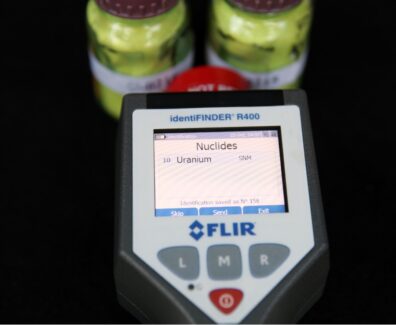 identiFINDER® R400
Nuclides
10 Uranium SNM
Identification saved as Nº 158
Skip Send Exit
FLIR
L M R